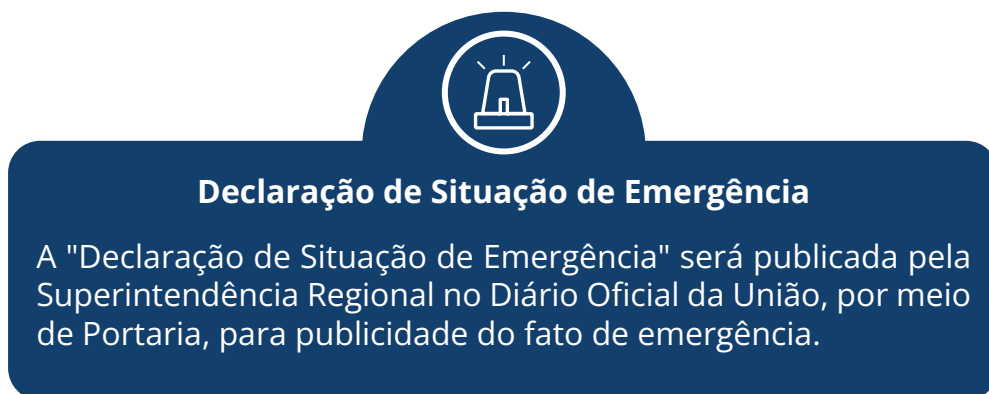 Declaração de Situação de Emergência
A "Declaração de Situação de Emergência" será publicada pela
Superintendência Regional no Diário Oficial da União, por meio
de Portaria, para publicidade do fato de emergência.